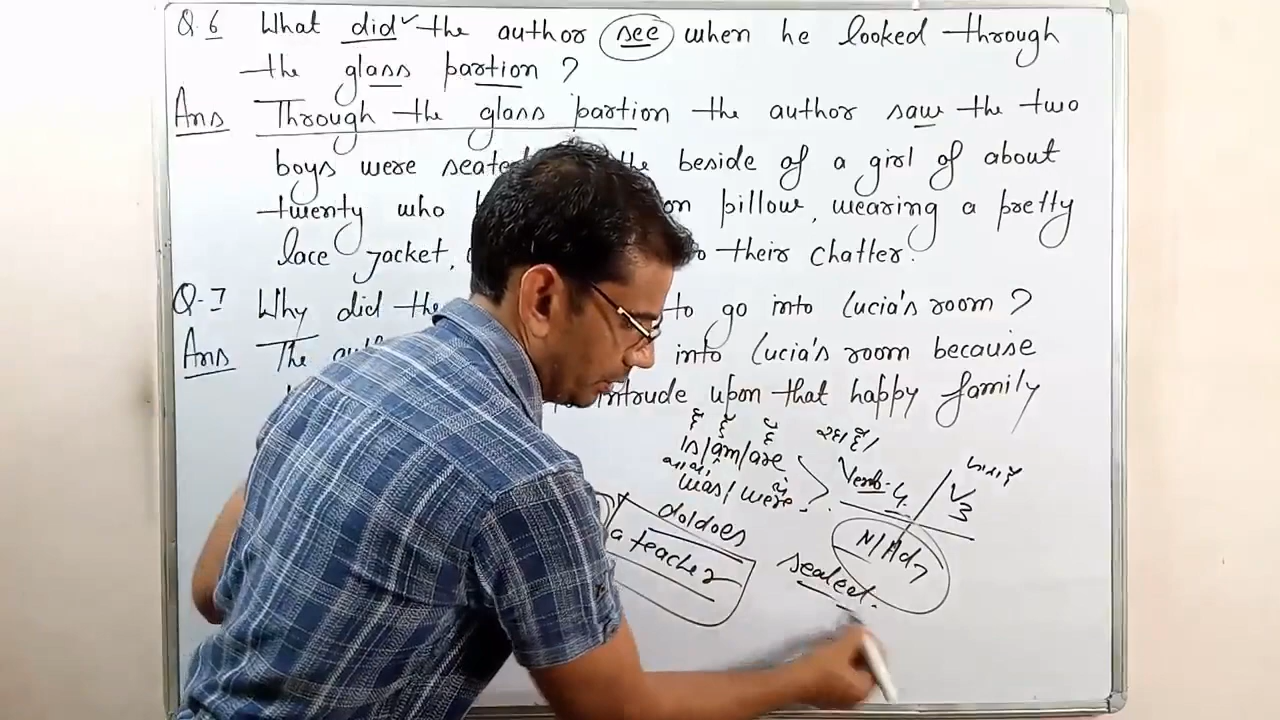 Q.6 What did the author see when he looked through
the glass partion ?
Ans Through the glass partion the author saw the two
boys were seated the beside of a girl of about
twenty who on pillow, wearing a pretty
lace Jacket, their chatter.
Q-7 Why did the to go into Lucia's room ?
Ans The into Lucia's room because
intrude upon that happy family
is/am/are
was/were
Verb-4
V3
do/does
a teacher
N/Adj
seated.